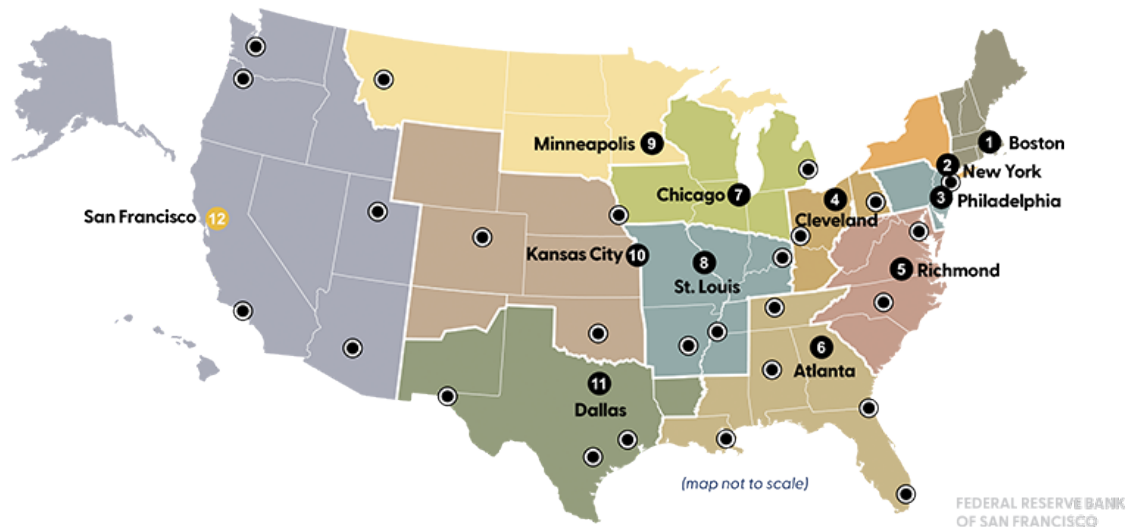 1 Boston
2 New York
3 Philadelphia
4
Cleveland
5 Richmond
6
Atlanta
Chicago 7
8
St. Louis
Minneapolis 9
Kansas City 10
11
Dallas
San Francisco 12
(map not to scale)
FEDERAL RESERVE BANK
OF SAN FRANCISCO